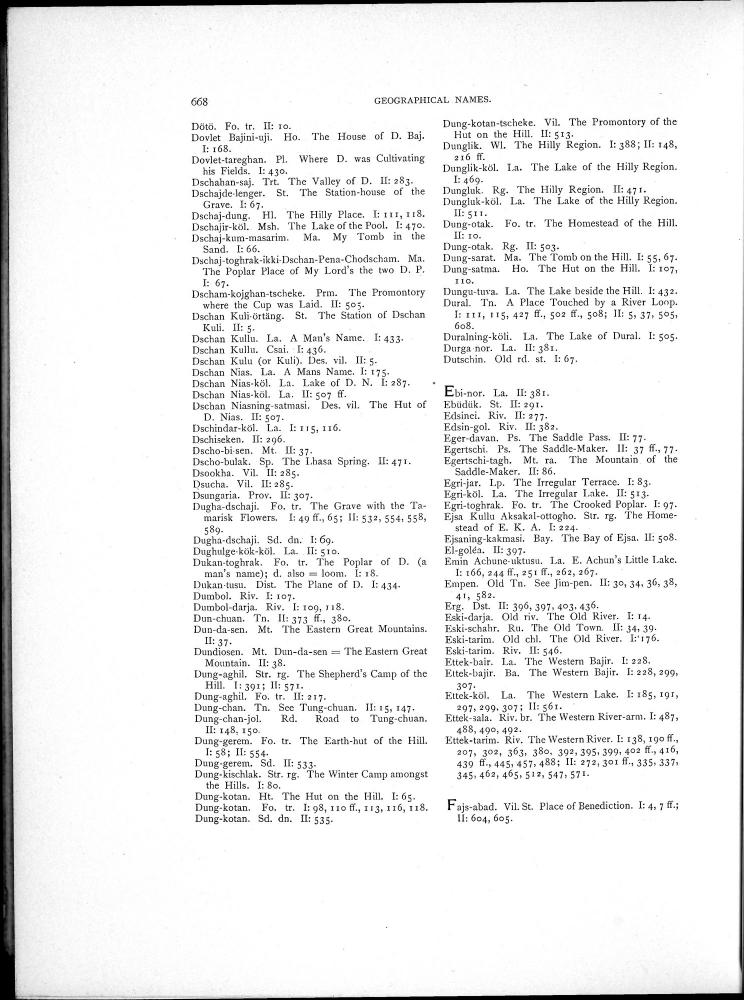 668
GEOGRAPHICAL NAMES.
Dötö. Fo. tr. II: 10.
Dovlet Bajini-uji. Ho. The House of D. Baj.
I: 168.
Dovlet-tareghan. Pl. Where D. was Cultivating
his Fields. I: 430.
Dschahan-saj. Trt. The Valley of D. II: 283.
Dschajde-lenger. St. The Station-house of the
Grave. I: 67.
Dschaj-dung. Hl. The Hilly Place. I: 111, 118.
Dschajir-köl. Msh. The Lake of the Pool. I: 470.
Dschaj-kum-masarim. Ma. My Tomb in the
Sand. I: 66.
Dschaj-toghrak-ikki-Dschan-Pena-Chodscham. Ma.
The Poplar Place of My Lord's the two D. P.
I: 67.
Dscham-kojghan-tscheke. Prm. The Promontory
where the Cup was Laid. II: 505.
Dschan Kuli-örtäng. St. The Station of Dschan
Kuli. II: 5.
Dschan Kullu. La. A Man's Name. I: 433.
Dschan Kullu. Csai. I: 436.
Dschan Kulu (or Kuli). Des. vil. II: 5.
Dschan Nias. La. A Mans Name. I: 175.
Dschan Nias-köl. La. Lake of D. N. I: 287.
Dschan Nias-köl. La. II: 507 ff.
Dschan Niasning-satmasi. Des. vil. The Hut of
D. Nias. II: 507.
Dschindar-köl. La. I: 115, 116.
Dschiseken. II: 296.
Dscho-bi-sen. Mt. II: 37.
Dscho-bulak. Sp. The Lhasa Spring. II: 471.
Dsookha. Vil. II: 285.
Dsucha. Vil. II: 285.
Dsungaria. Prov. II: 307.
Dugha-dschaji. Fo. tr. The Grave with the Ta-
marisk Flowers. I: 49 ff., 65; II: 532, 554, 558,
589.
Dugha-dschaji. Sd. dn. I: 69.
Dughulge-kök-köl. La. II: 510.
Dukan-toghrak. Fo. tr. The Poplar of D. (a
man's name); d. also = loom. I: 18.
Dukan-tusu. Dist. The Plane of D. I: 434.
Dumbol. Riv. I: 107.
Dumbol-darja. Riv. I: 109, 118.
Dun-chuan. Tn. II: 373 ff., 380.
Dun-da-sen. Mt. The Eastern Great Mountains.
II: 37.
Dundiosen. Mt. Dun-da-sen = The Eastern Great
Mountain. II: 38.
Dung-aghil. Str. rg. The Shepherd's Camp of the
Hill. I: 391; II: 571.
Dung-aghil. Fo. tr. II: 217.
Dung-chan. Tn. See Tung-chuan. II: 15, 147.
Dung-chan-jol. Rd. Road to Tung-chuan.
II: 148, 150.
Dung-gerem. Fo. tr. The Earth-hut of the Hill.
I: 58; II: 554.
Dung-gerem. Sd. II: 533.
Dung-kischlak. Str. rg. The Winter Camp amongst
the Hills. I: 80.
Dung-kotan. Ht. The Hut on the Hill. I: 65.
Dung-kotan. Fo. tr. I: 98, 110 ff., 113, 116, 118.
Dung-kotan. Sd. dn. II: 535.
Dung-kotan-tscheke. Vil. The Promontory of the
Hut on the Hill. II: 513.
Dunglik. Wl. The Hilly Region. I: 388; II: 148,
216 ff.
Dunglik-köl. La. The Lake of the Hilly Region.
I: 469.
Dungluk. Rg. The Hilly Region. II: 471.
Dungluk-köl. La. The Lake of the Hilly Region.
II: 511.
Dung-otak. Fo. tr. The Homestead of the Hill.
II: 10.
Dung-otak. Rg. II: 503.
Dung-sarat. Ma. The Tomb on the Hill. I: 55, 67.
Dung-satma. Ho. The Hut on the Hill. I: 107,
110.
Dungu-tuva. La. The Lake beside the Hill. I: 432.
Dural. Tn. A Place Touched by a River Loop.
I: 111, 115, 427 ff., 502 ff., 508; II: 5, 37, 505,
608.
Duralning-köli. La. The Lake of Dural. I: 505.
Durga-nor. La. II: 381.
Dutschin. Old rd. st. I: 67.
Ebi-nor. La. II: 381.
Ebüdük. St. II: 291.
Edsinei. Riv. II: 277.
Edsin-gol. Riv. II: 382.
Eger-davan. Ps. The Saddle Pass. II: 77.
Egertschi. Ps. The Saddle-Maker. II: 37 ff., 77.
Egertschi-tagh. Mt. ra. The Mountain of the
Saddle-Maker. II: 86.
Egri-jar. Lp. The Irregular Terrace. I: 83.
Egri-köl. La. The Irregular Lake. II: 513.
Egri-toghrak. Fo. tr. The Crooked Poplar. I: 97.
Ejsa Kullu Aksakal-ottogho. Str. rg. The Home-
stead of E. K. A. I: 224.
Ejsaning-kakmasi. Bay. The Bay of Ejsa. II: 508.
El-goléa. II: 397.
Emin Achune-uktusu. La. E. Achun's Little Lake.
I: 166, 244 ff., 251 ff., 262, 267.
Empen. Old Tn. See Jim-pen. II: 30, 34, 36, 38,
41, 582.
Erg. Dst. II: 396, 397, 403, 436.
Eski-darja. Old riv. The Old River. I: 14.
Eski-schahr. Ru. The Old Town. II: 34, 39.
Eski-tarim. Old chl. The Old River. I: 176.
Eski-tarim. Riv. II: 546.
Ettek-bair. La. The Western Bajir. I: 228.
Ettek-bajir. Ba. The Western Bajir. I: 228, 299,
307.
Ettek-köl. La. The Western Lake. I: 185, 191,
297, 299, 307; II: 561.
Ettek-sala. Riv. br. The Western River-arm. I: 487,
488, 490, 492.
Ettek-tarim. Riv. The Western River. I: 138, 190 ff.,
207, 302, 363, 380, 392, 395, 399, 402 ff., 416,
439 ff., 445, 457, 488; II: 272, 301 ff., 335, 337,
345, 462, 465, 512, 547, 571.
Fajs-abad. Vil. St. Place of Benediction. I: 4, 7 ff.;
II: 604, 605.